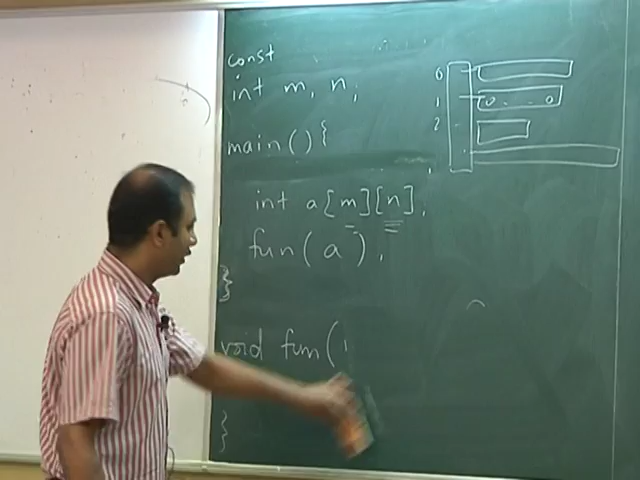 const
int m, n;
main() {
int a[m][n],
fun(a),
}
void fun(
}
0
1
0 . . 0
2